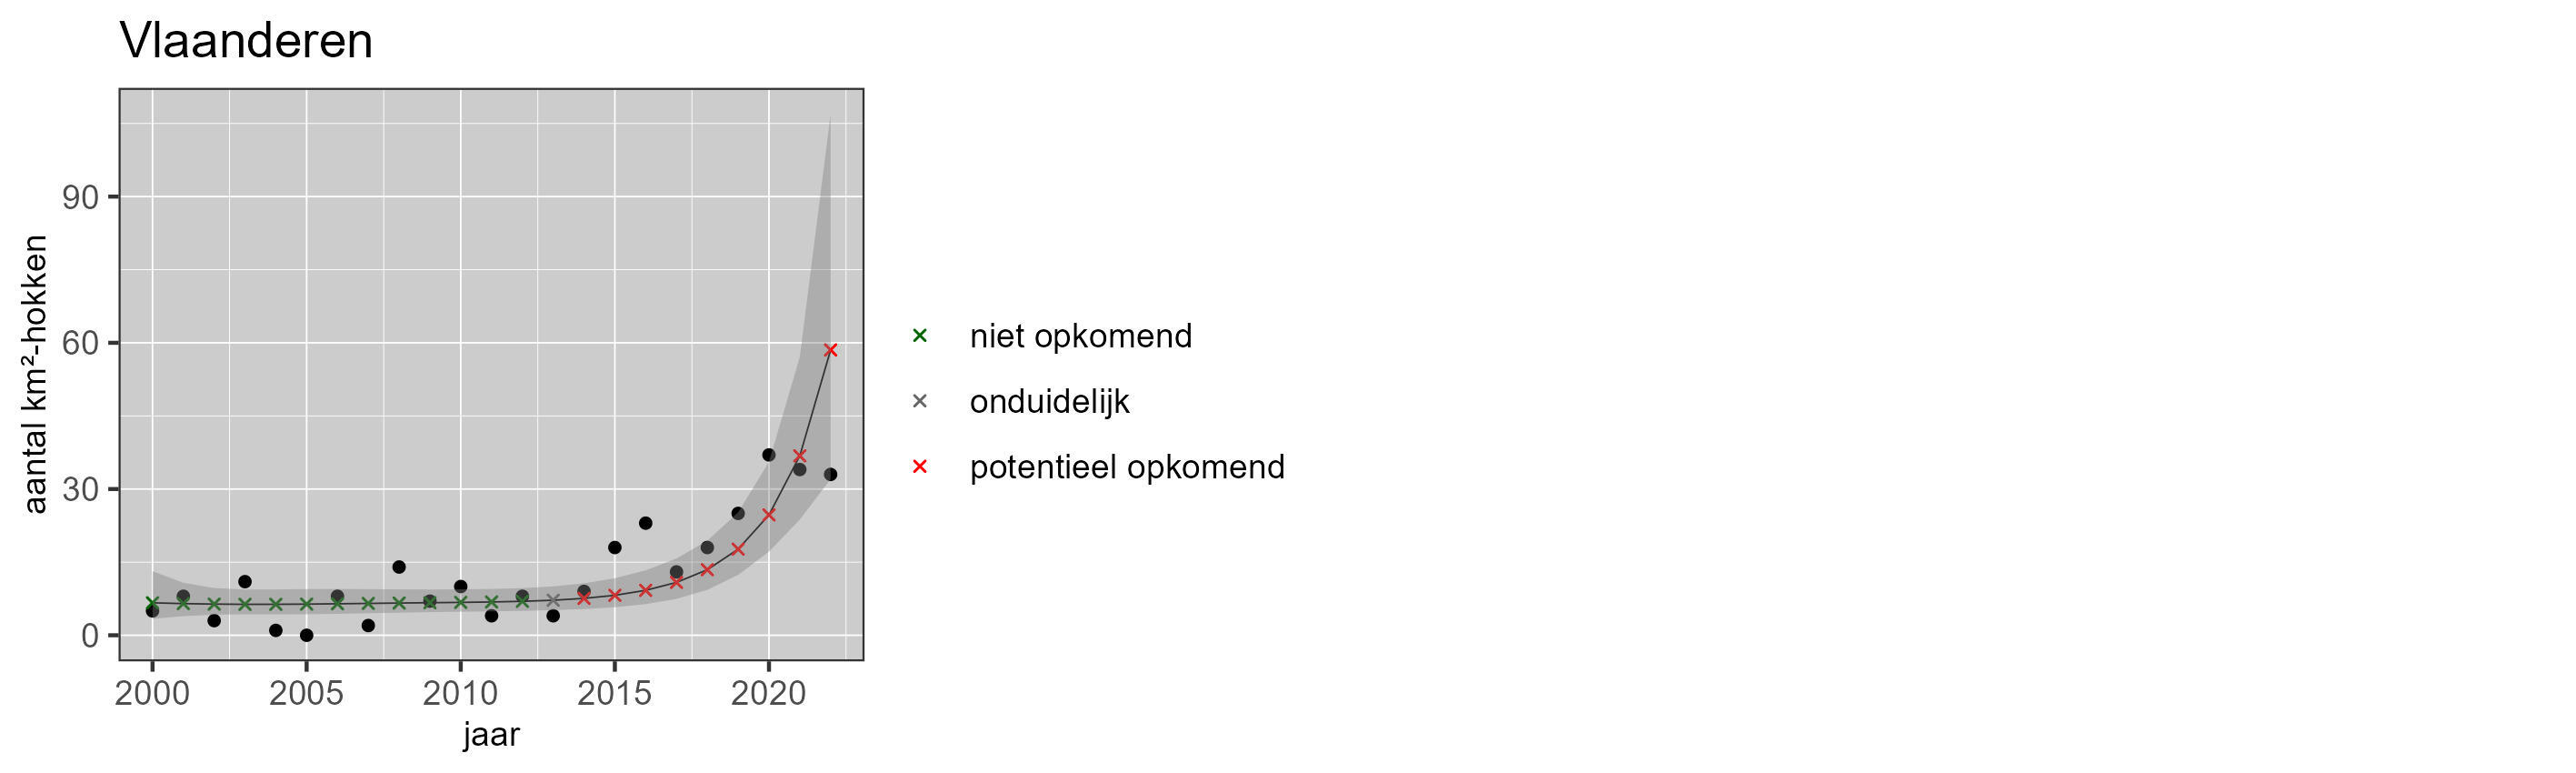 Vlaanderen
aantal km²-hokken
90
60
30
0
2000 2005 2010 2015 2020
jaar
niet opkomend
onduidelijk
potentieel opkomend